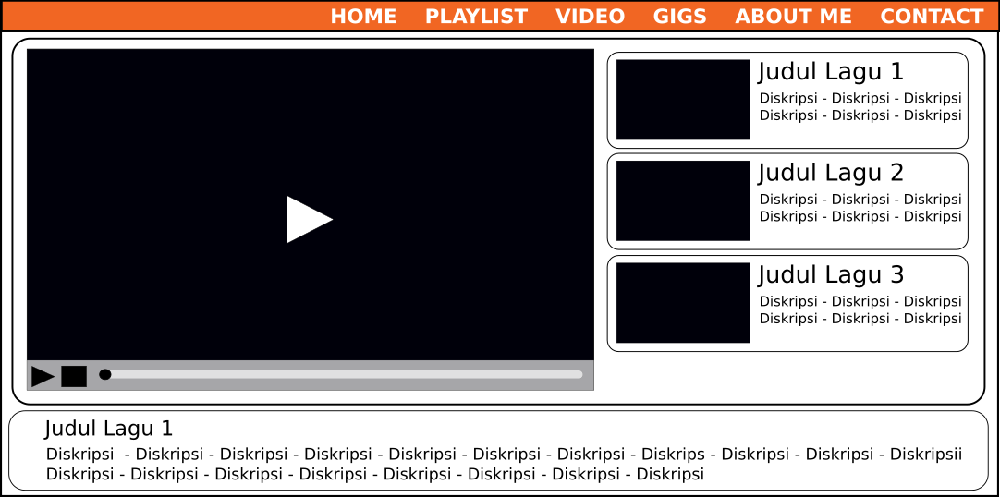 HOME PLAYLIST VIDEO GIGS ABOUT ME CONTACT
Judul Lagu 1
Diskripsi - Diskripsi - Diskripsi
Diskripsi - Diskripsi - Diskripsi
Judul Lagu 2
Diskripsi - Diskripsi - Diskripsi
Diskripsi - Diskripsi - Diskripsi
Judul Lagu 3
Diskripsi - Diskripsi - Diskripsi
Diskripsi - Diskripsi - Diskripsi
Judul Lagu 1
Diskripsi - Diskripsi - Diskripsi - Diskripsi - Diskripsi - Diskripsi - Diskripsi - Diskrips - Diskripsi - Diskripsi - Diskripsii
Diskripsi - Diskripsi - Diskripsi - Diskripsi - Diskripsi - Diskripsi - Diskripsi - Diskripsi